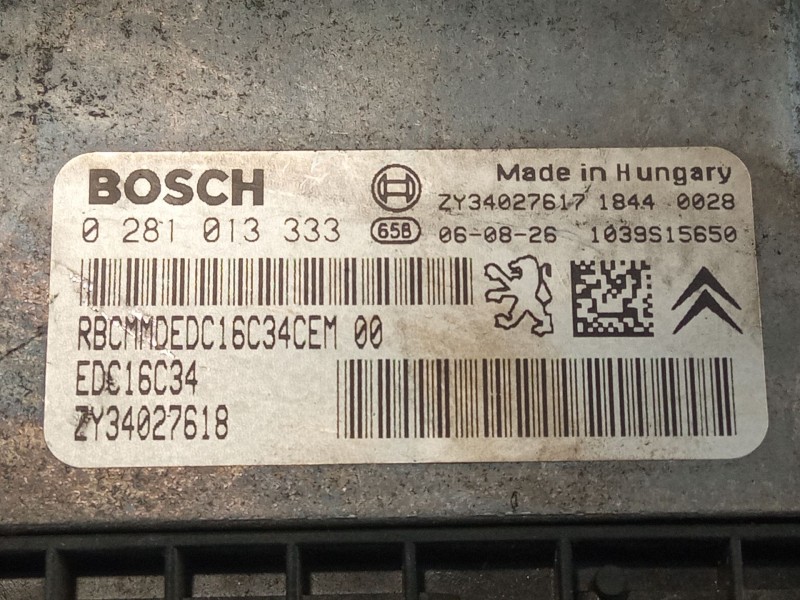 BOSCH Made in Hungary
ZY34027617 1844 0028
0 281 013 333 65B 06-08-26 1039S15650
RBCMMDEDC16C34CEM 00
EDC16C34
ZY34027618